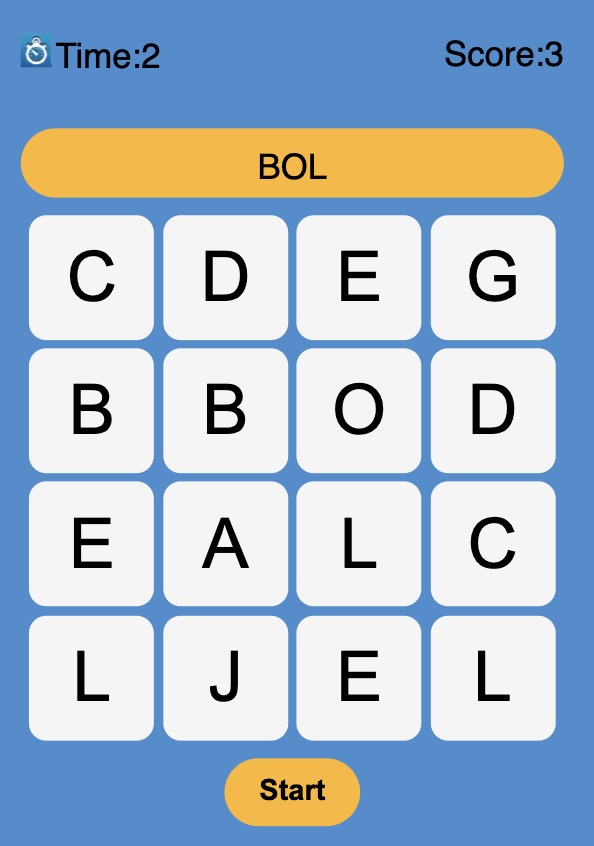 Time:2 Score:3
BOL
C D E G
B B O D
E A L C
L J E L
Start